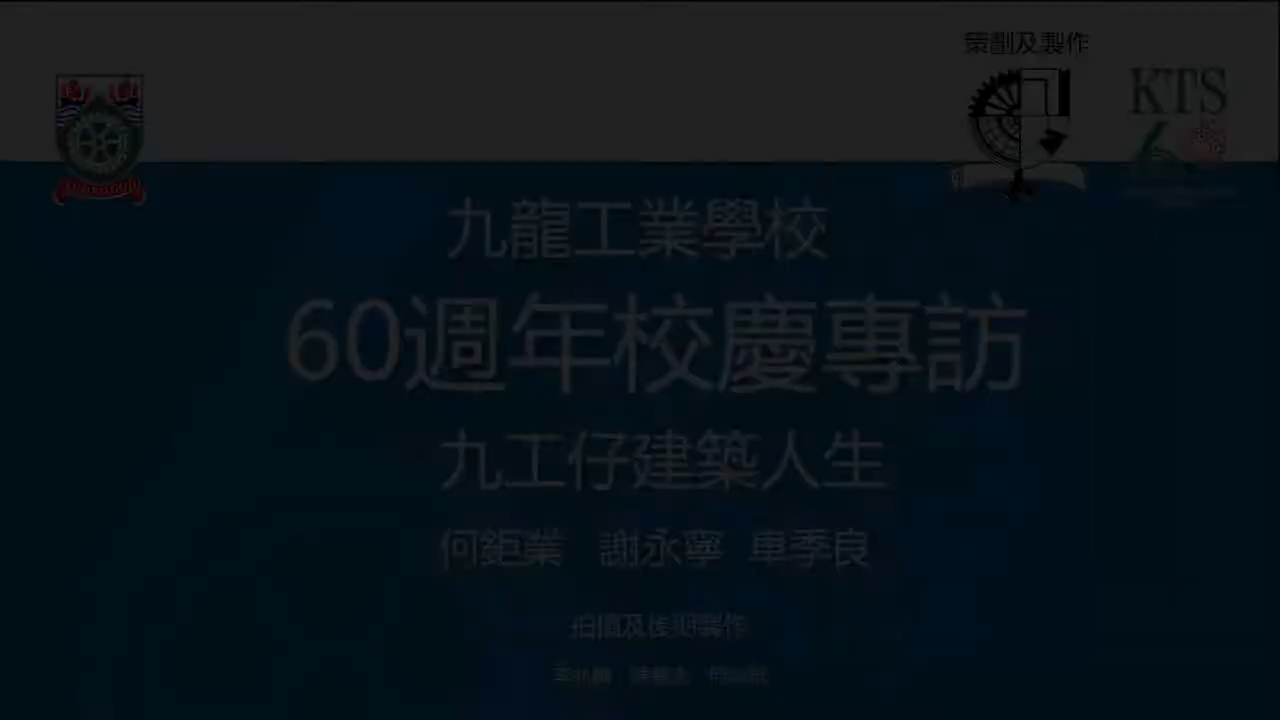 策劃及製作
KTS
九龍工業學校
60週年校慶專訪
九工仔建築人生
何鉅業 謝永寧 車季良
拍攝及後期製作